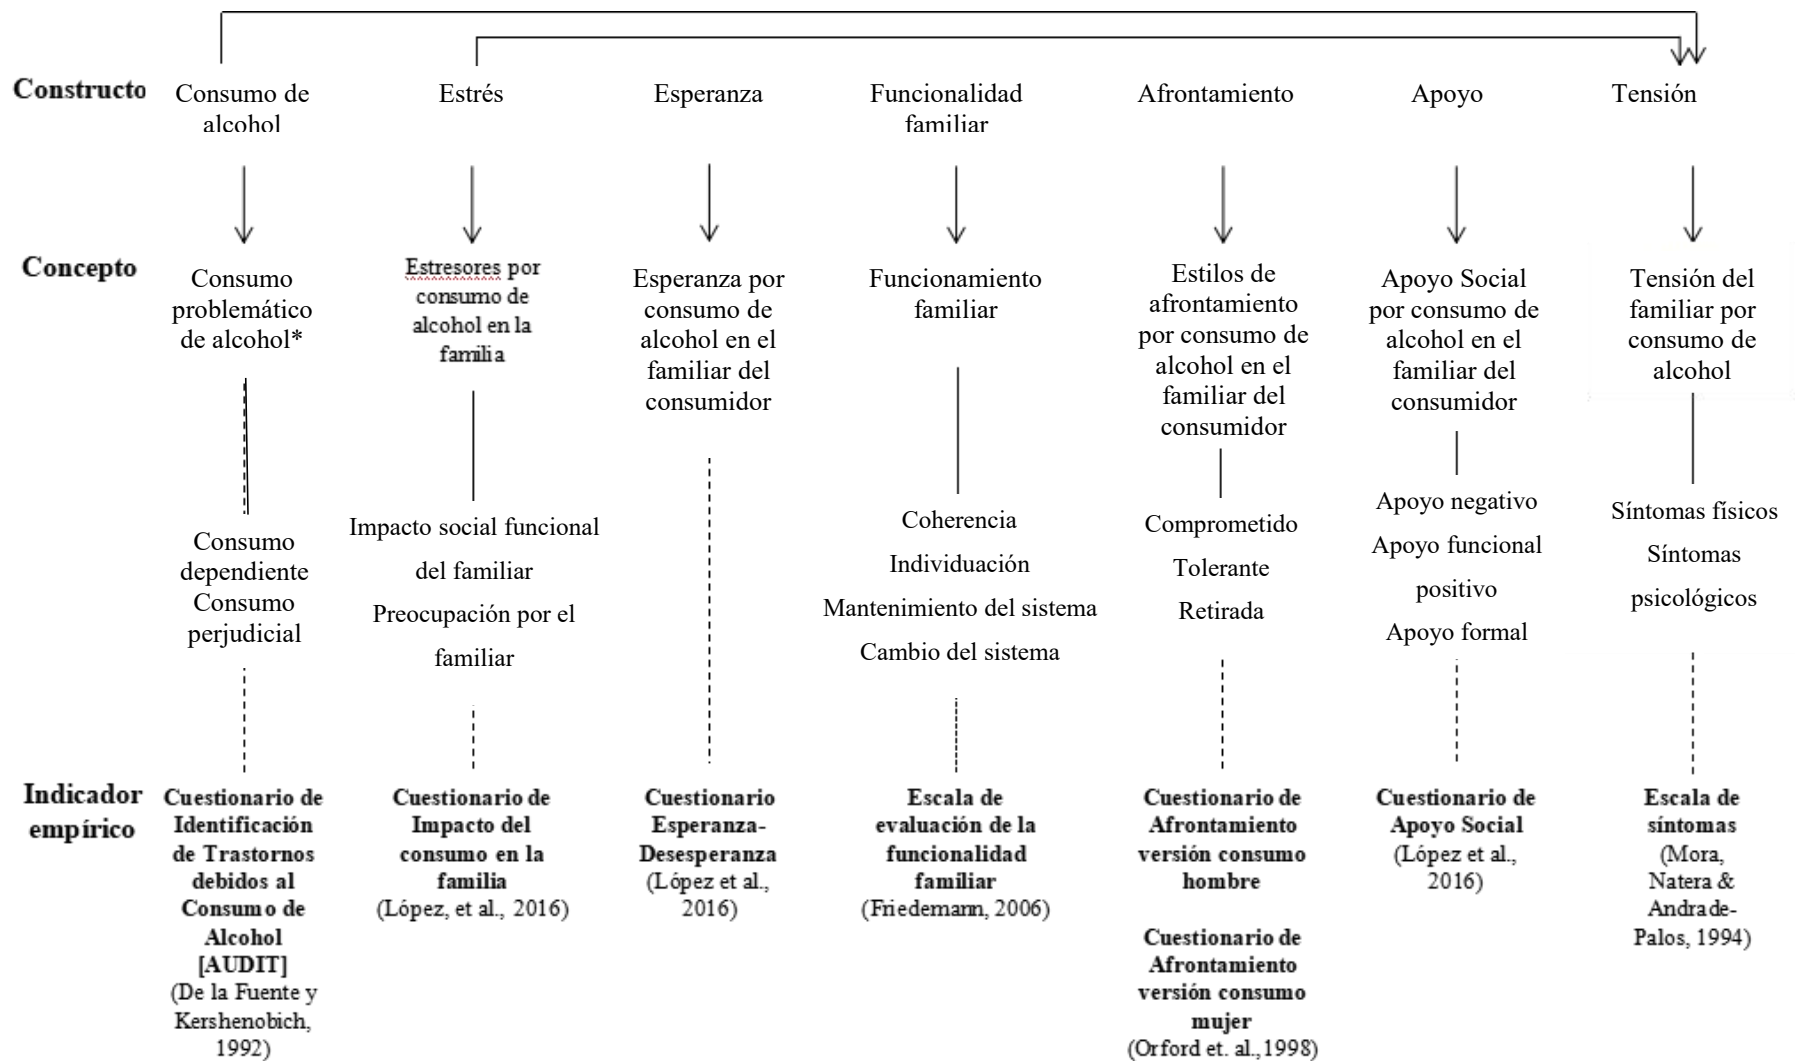 Constructo
Consumo de
alcohol
Estrés
Esperanza
Funcionalidad
familiar
Afrontamiento
Apoyo
Tensión
Concepto
Consumo
problemático
de alcohol*
Estresores por
consumo de
alcohol en la
familia
Esperanza por
consumo de
alcohol en el
familiar del
consumidor
Funcionamiento
familiar
Estilos de
afrontamiento
por consumo de
alcohol en el
familiar del
consumidor
Apoyo Social
por consumo de
alcohol en el
familiar del
consumidor
Tensión del
familiar por
consumo de
alcohol
Consumo
dependiente
Consumo
perjudicial
Impacto social funcional
del familiar
Preocupación por el
familiar
Coherencia
Individuación
Mantenimiento del sistema
Cambio del sistema
Comprometido
Tolerante
Retirada
Apoyo negativo
Apoyo funcional
positivo
Apoyo formal
Síntomas físicos
Síntomas
psicológicos
Indicador
empírico
Cuestionario de
Identificación
de Trastornos
debidos al
Consumo de
Alcohol
[AUDIT]
(De la Fuente y
Kershenobich,
1992)
Cuestionario de
Impacto del
consumo en la
familia
(López, et al., 2016)
Cuestionario
Esperanza-
Desesperanza
(López et al.,
2016)
Escala de
evaluación de la
funcionalidad
familiar
(Friedemann, 2006)
Cuestionario de
Afrontamiento
versión consumo
hombre
Cuestionario de
Afrontamiento
versión consumo
mujer
(Orford et. al.,1998)
Cuestionario de
Apoyo Social
(López et al.,
2016)
Escala de
síntomas
(Mora,
Natera &
Andrade-
Palos, 1994)